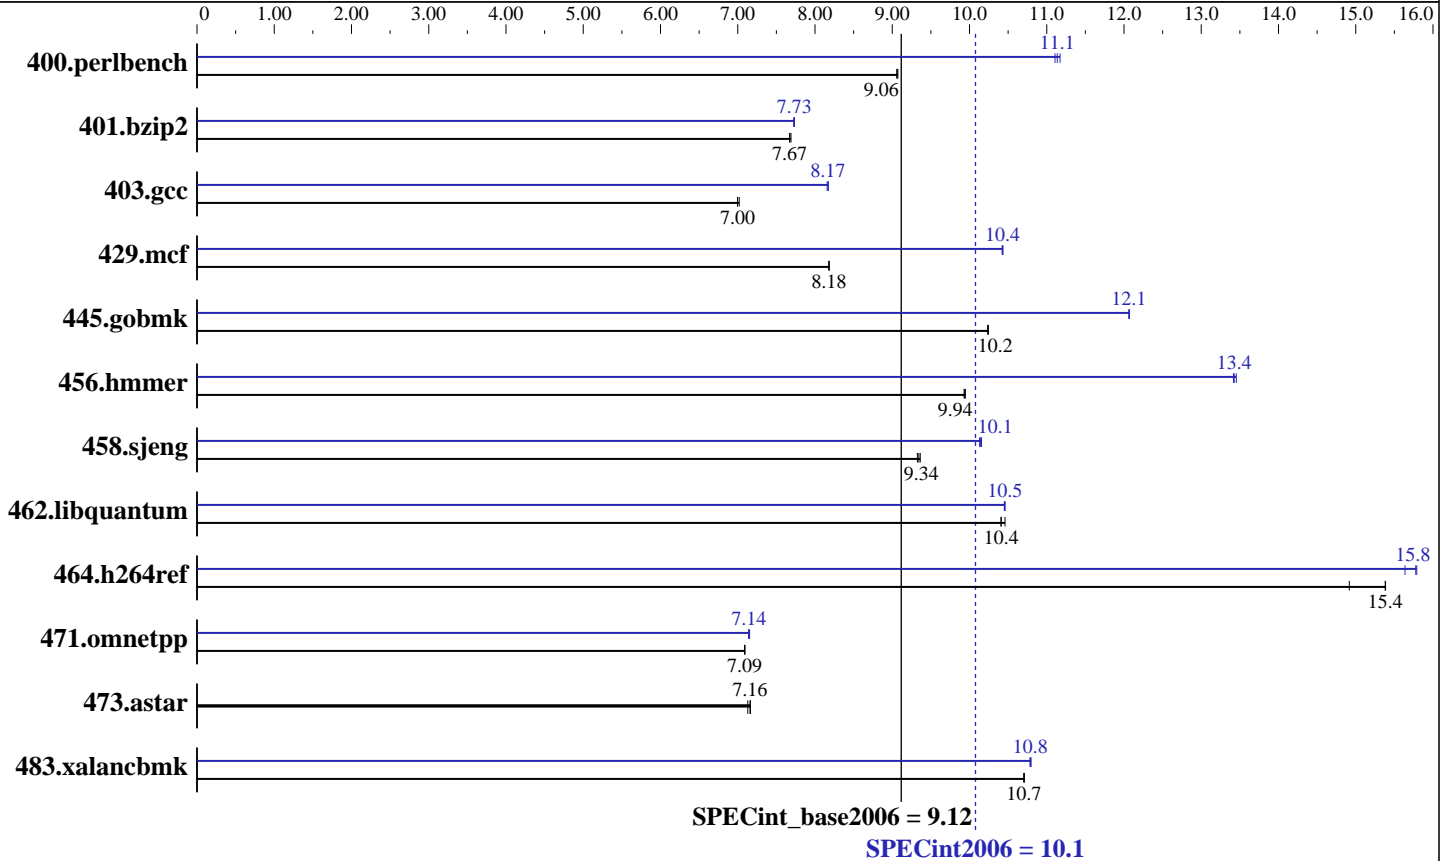 0 1.00 2.00 3.00 4.00 5.00 6.00 7.00 8.00 9.00 10.0 11.0 12.0 13.0 14.0 15.0 16.0
400.perlbench
11.1
9.06
401.bzip2
7.73
7.67
403.gcc
8.17
7.00
429.mcf
10.4
8.18
445.gobmk
12.1
10.2
456.hmmer
13.4
9.94
458.sjeng
10.1
9.34
462.libquantum
10.5
10.4
464.h264ref
15.8
15.4
471.omnetpp
7.14
7.09
473.astar
7.16
483.xalancbmk
10.8
10.7
SPECint_base2006 = 9.12
SPECint2006 = 10.1